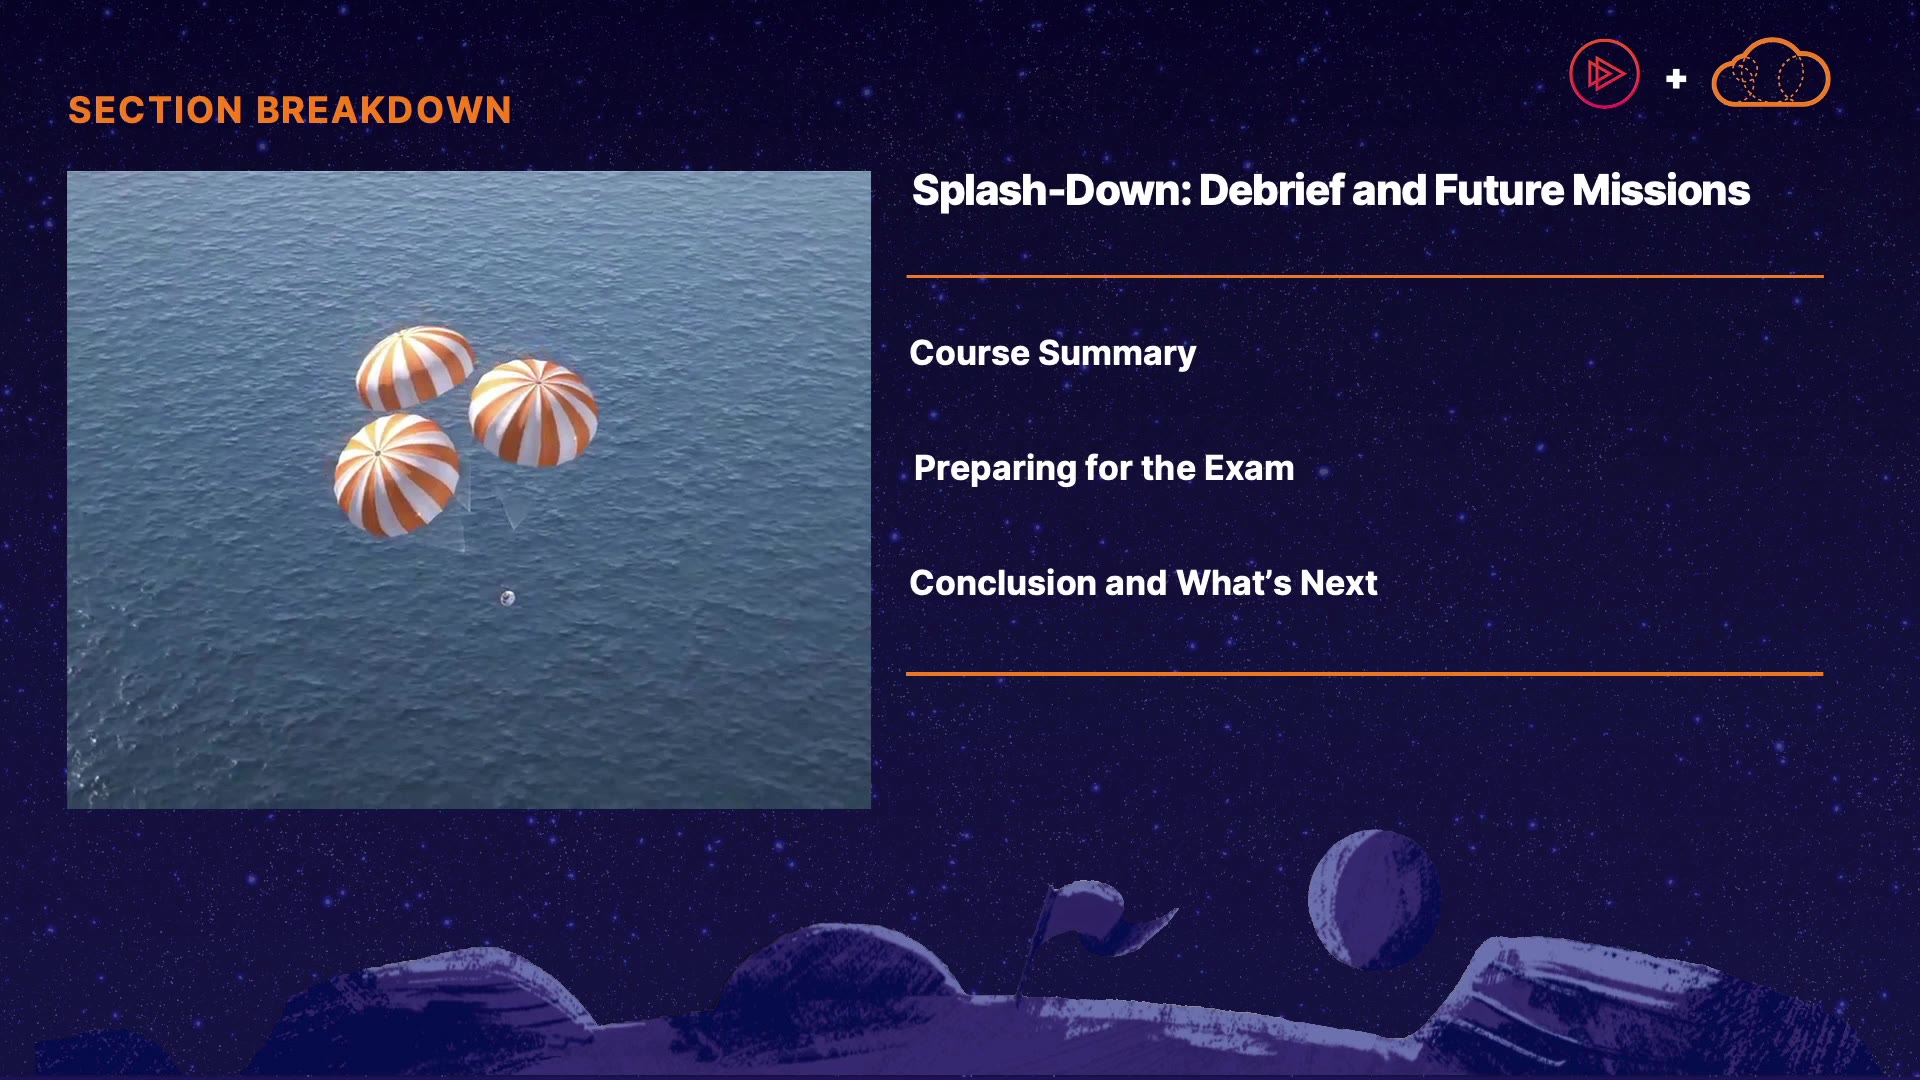 SECTION BREAKDOWN
+
Splash-Down: Debrief and Future Missions
Course Summary
Preparing for the Exam
Conclusion and What’s Next